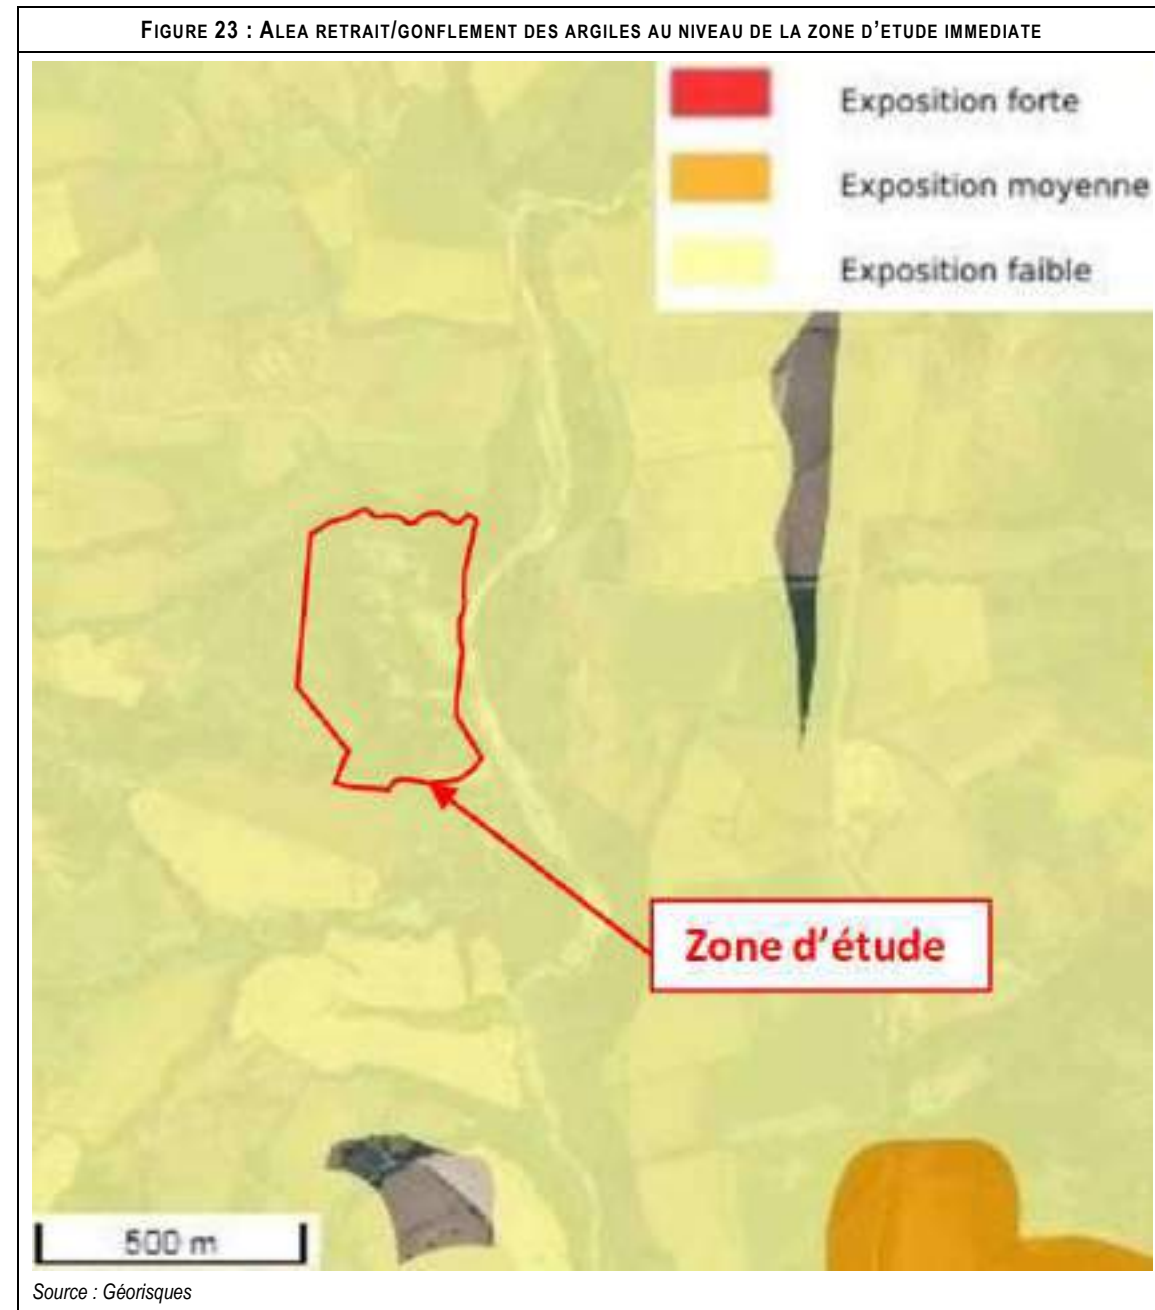 FIGURE 23 : ALEA RETRAIT/GONFLEMENT DES ARGILES AU NIVEAU DE LA ZONE D'ETUDE IMMEDIATE
Exposition forte
Exposition moyenne
Exposition faible
Zone d'étude
500 m
Source : Géorisques